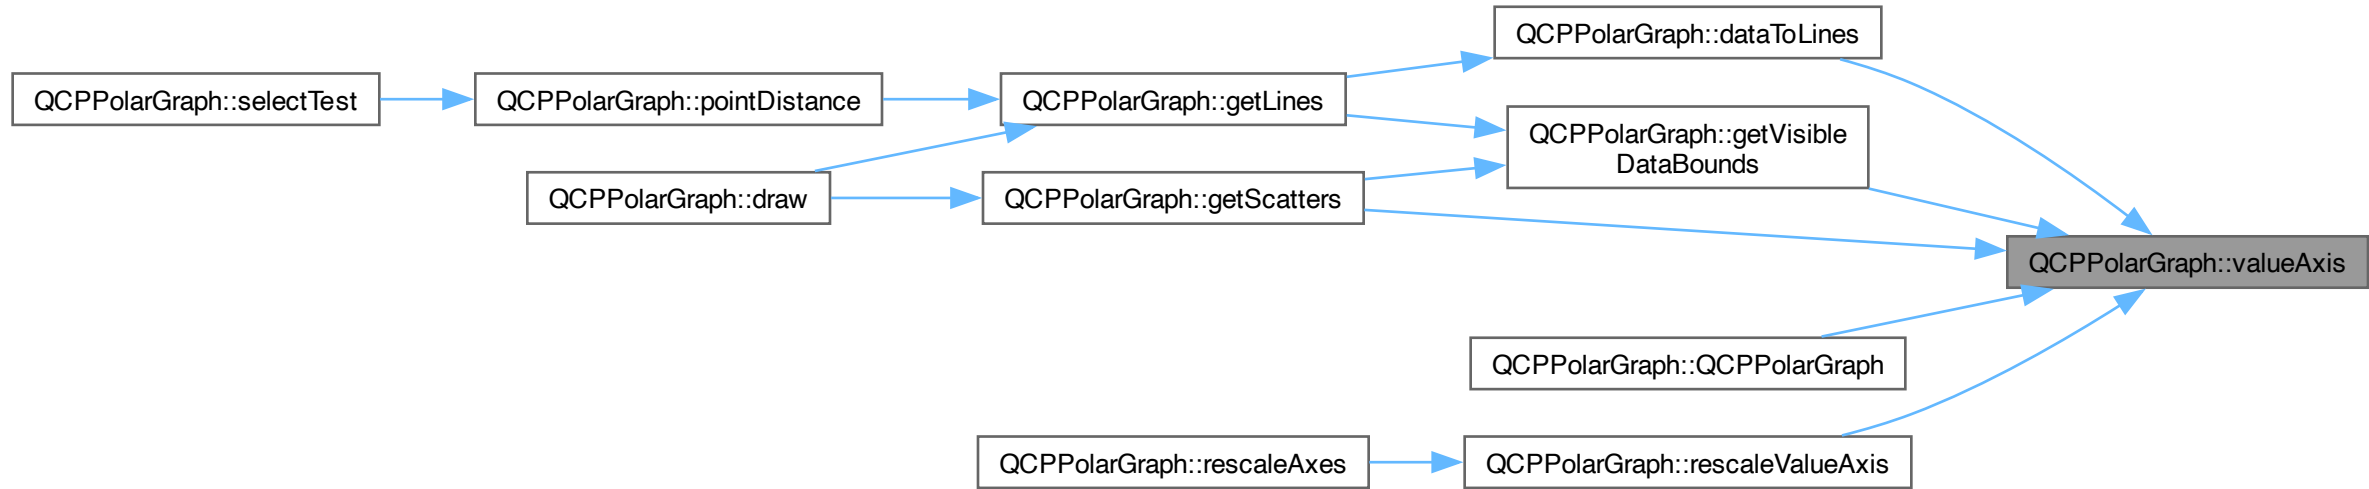 QCPPolarGraph::dataToLines
QCPPolarGraph::selectTest
QCPPolarGraph::pointDistance
QCPPolarGraph::getLines
QCPPolarGraph::getVisible
DataBounds
QCPPolarGraph::draw
QCPPolarGraph::getScatters
QCPPolarGraph::valueAxis
QCPPolarGraph::QCPPolarGraph
QCPPolarGraph::rescaleAxes
QCPPolarGraph::rescaleValueAxis